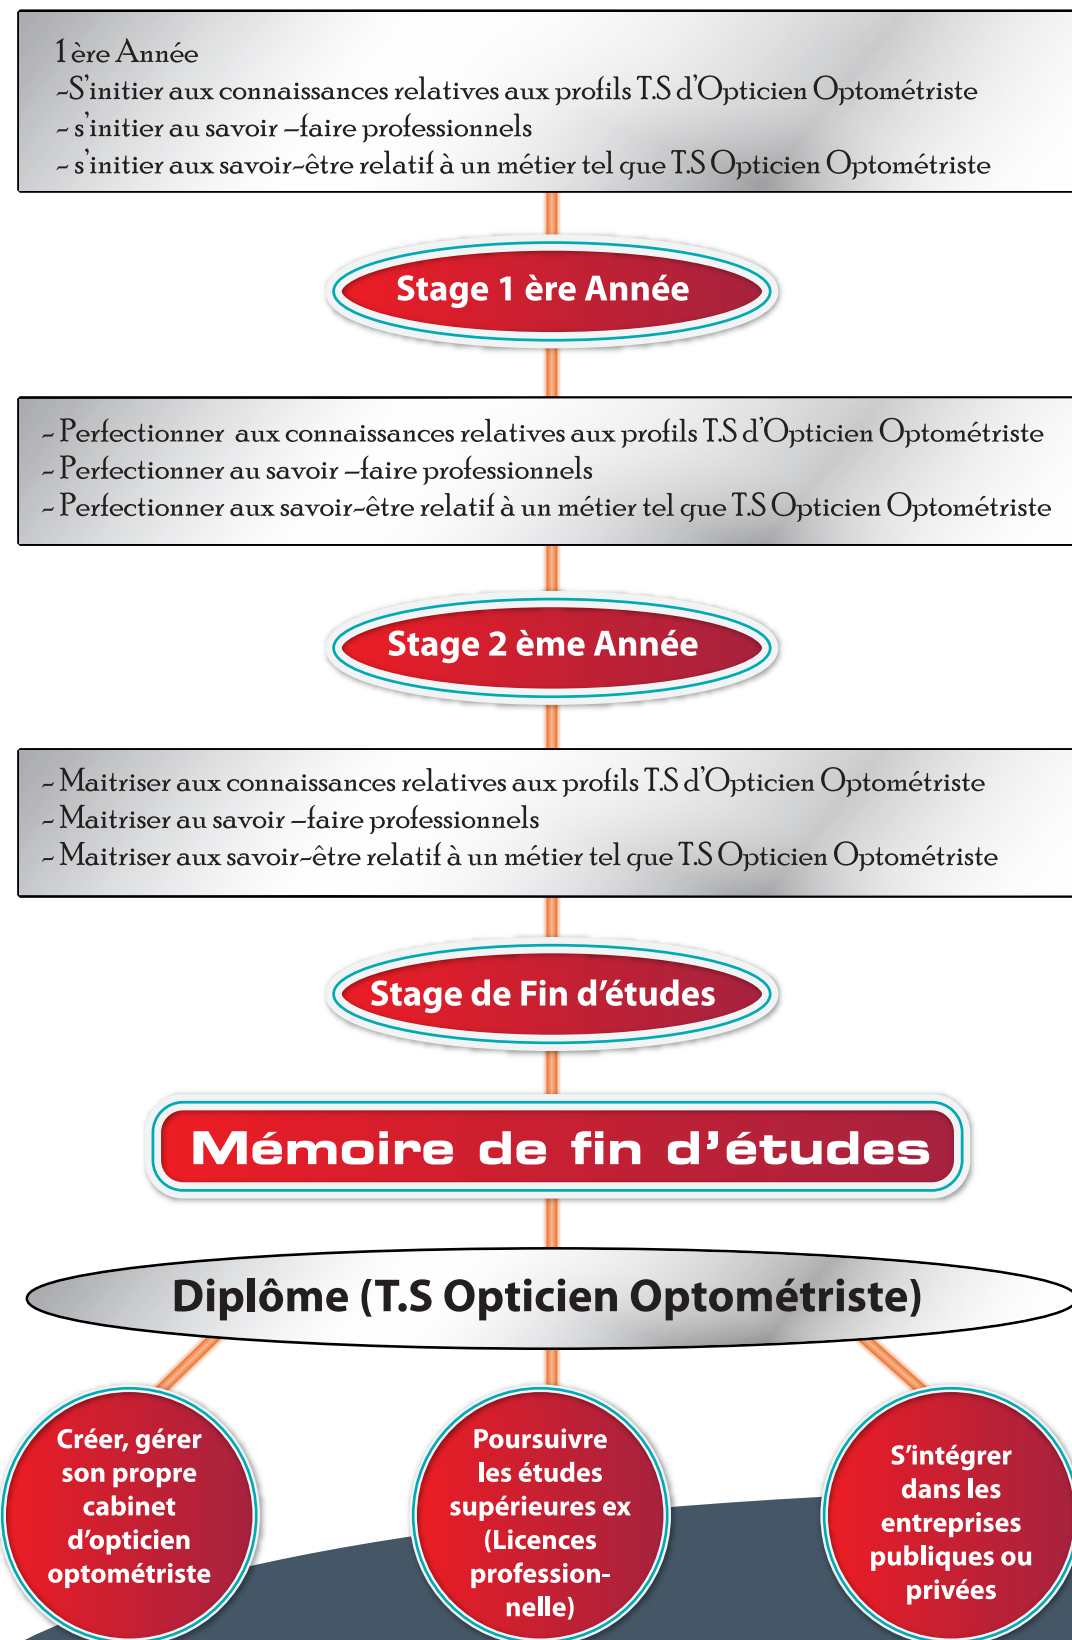 1ère Année
-S'initier aux connaissances relatives aux profils T.S d'Opticien Optométriste
- s'initier au savoir –faire professionnels
- s'initier aux savoir-être relatif à un métier tel que T.S Opticien Optométriste
Stage 1 ère Année
- Perfectionner aux connaissances relatives aux profils T.S d'Opticien Optométriste
- Perfectionner au savoir –faire professionnels
- Perfectionner aux savoir-être relatif à un métier tel que T.S Opticien Optométriste
Stage 2 ème Année
- Maitriser aux connaissances relatives aux profils T.S d'Opticien Optométriste
- Maitriser au savoir –faire professionnels
- Maitriser aux savoir-être relatif à un métier tel que T.S Opticien Optométriste
Stage de Fin d'études
Mémoire de fin d'études
Diplôme (T.S Opticien Optométriste)
Créer, gérer
son propre
cabinet
d'opticien
optométriste
Poursuivre
les études
supérieures ex
(Licences
profession-
nelle)
S'intégrer
dans les
entreprises
publiques ou
privées